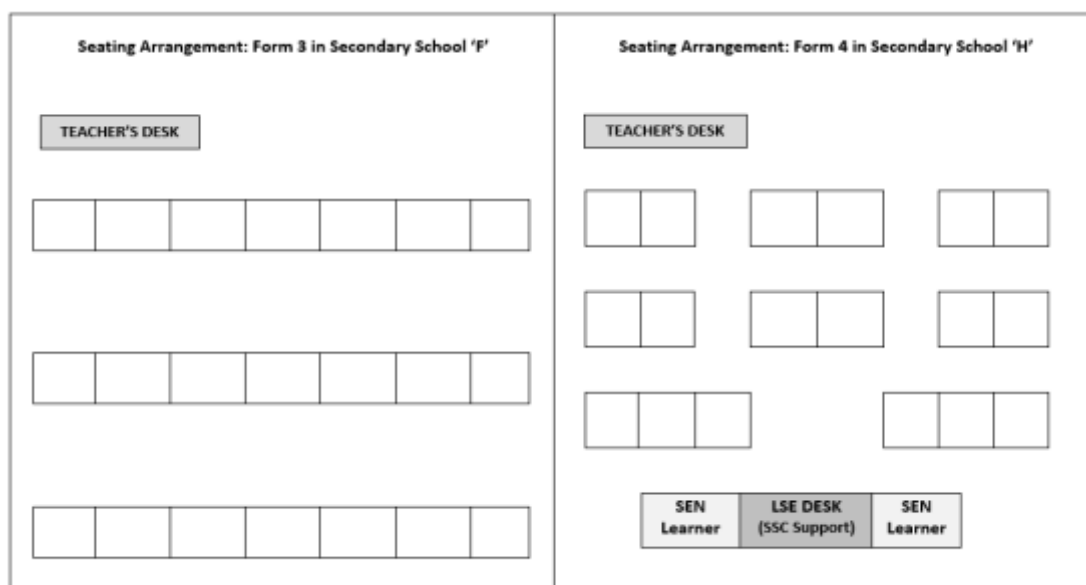 Seating Arrangement: Form 3 in Secondary School ‘F’
TEACHER'S DESK
Seating Arrangement: Form 4 in Secondary School ‘H’
TEACHER'S DESK
SEN
Learner
LSE DESK
(SSC Support)
SEN
Learner